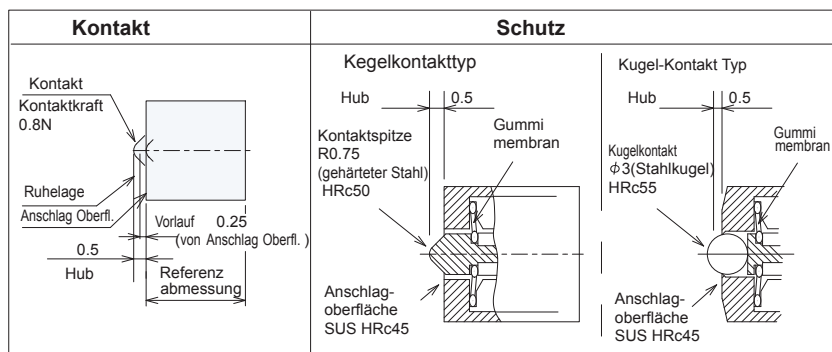 Kontakt
Schutz
Kontakt
Kontaktkraft
0.8N
Ruhelage
Anschlag Oberfl.
Vorlauf 0.25
(von Anschlag Oberfl. )
0.5
Hub
Referenz
abmessung
Kegelkontakttyp
Hub 0.5
Kontaktspitze
R0.75
(gehärteter Stahl)
HRc50
Gummi
membran
Anschlag-
oberfläche
SUS HRc45
Kugel-Kontakt Typ
Hub 0.5
Kugelkontakt
ϕ3(Stahlkugel)
HRc55
Gummi
membran
Anschlag-
oberfläche
SUS HRc45